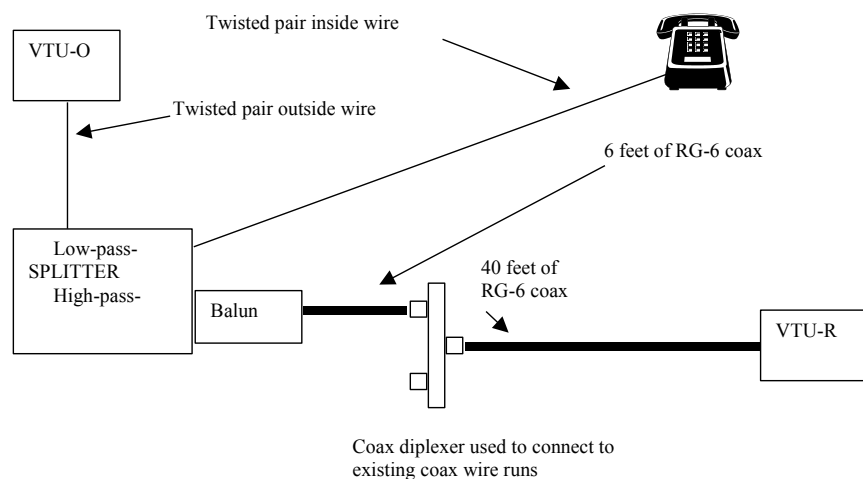 Twisted pair inside wire
VTU-O
Twisted pair outside wire
6 feet of RG-6 coax
Low-pass-
SPLITTER
High-pass-
40 feet of
RG-6 coax
Balun
VTU-R
Coax diplexer used to connect to
existing coax wire runs